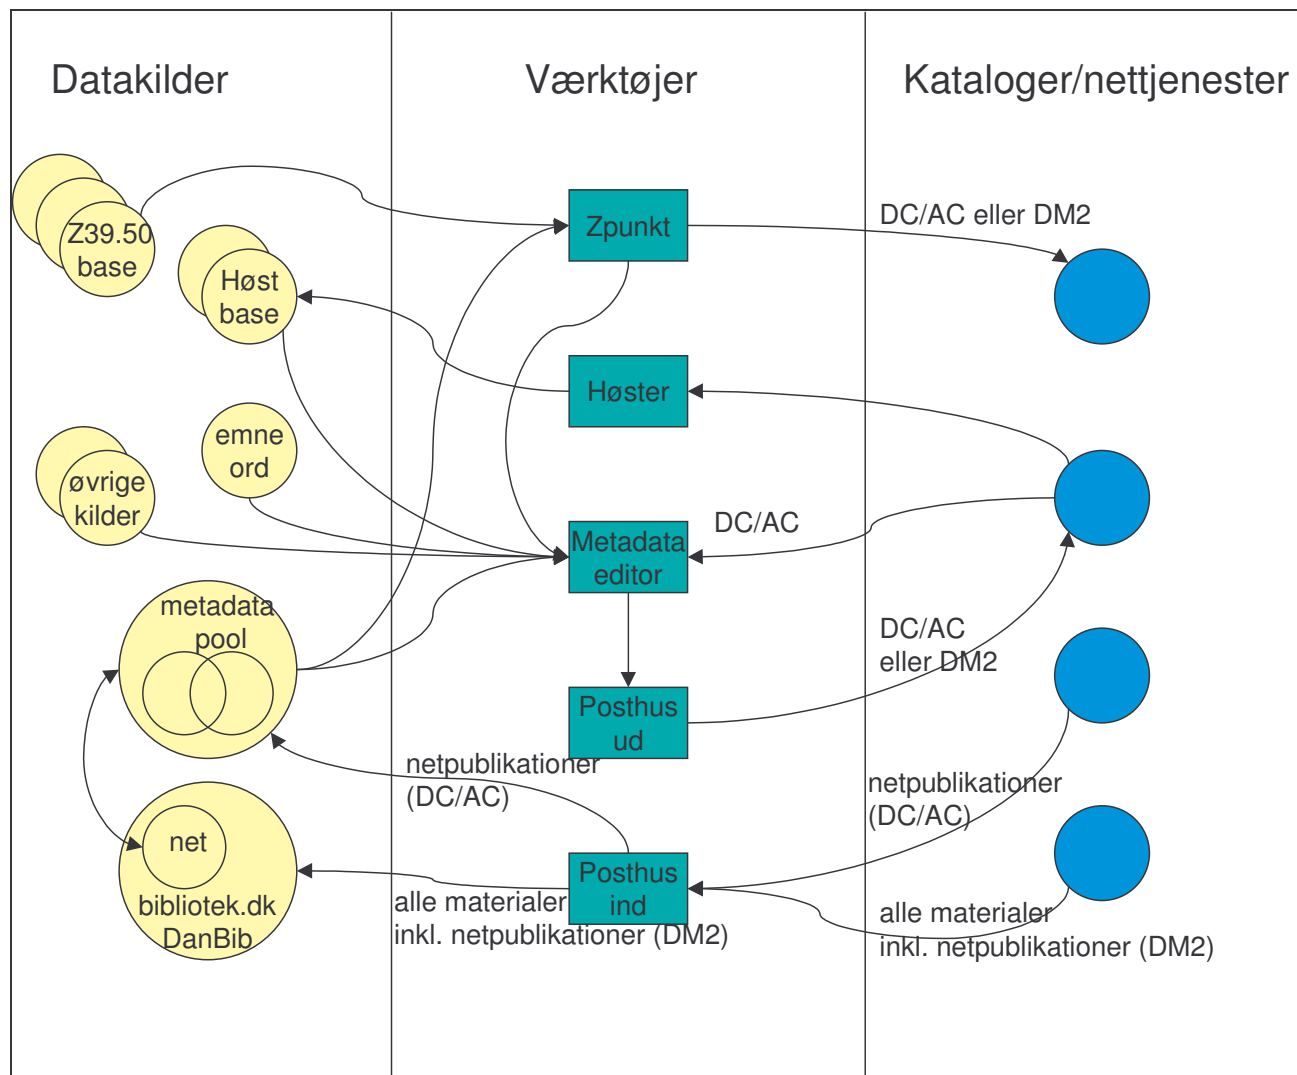 Datakilder
Værktøjer
Kataloger/nettjenester
Z39.50
base
Høst
base
emne
ord
øvrige
kilder
metadata
pool
net
bibliotek.dk
DanBib
Zpunkt
Høster
Metadata
editor
Posthus
ud
Posthus
ind
netpublikationer
(DC/AC)
alle materialer
inkl. netpublikationer (DM2)
DC/AC eller DM2
DC/AC
DC/AC
eller DM2
netpublikationer
(DC/AC)
alle materialer
inkl. netpublikationer (DM2)